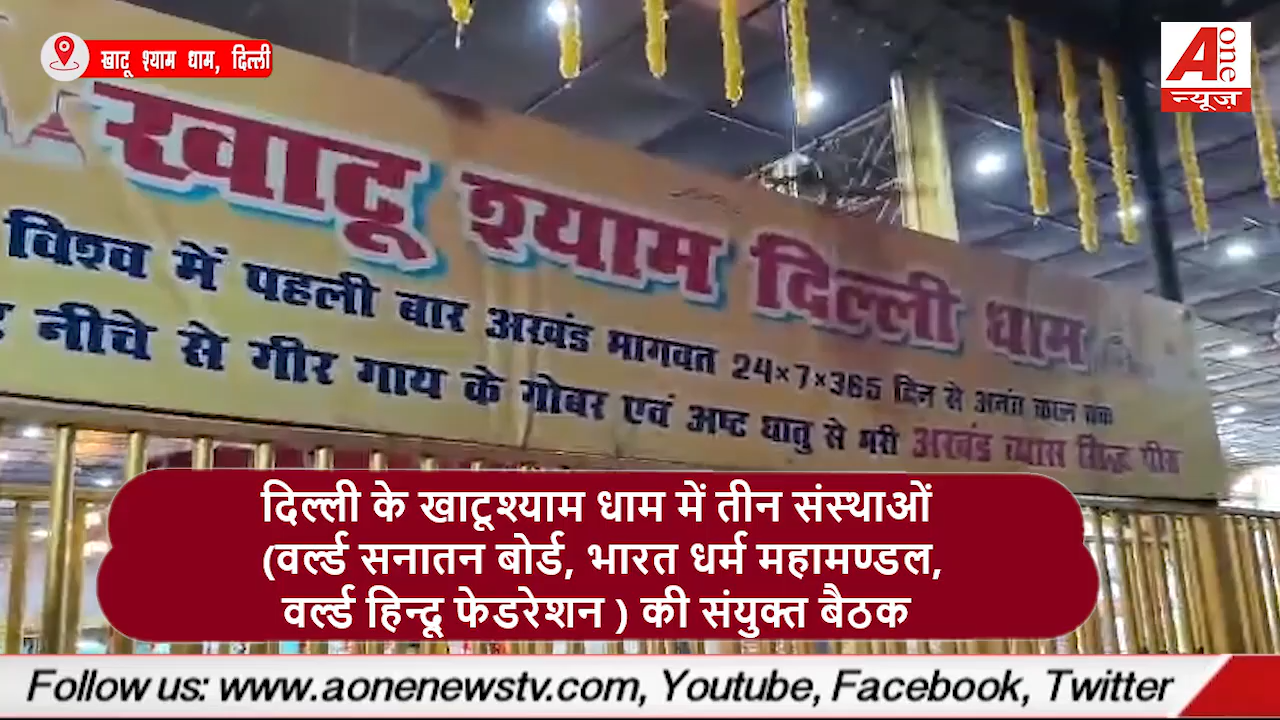 खाटू श्याम धाम, दिल्ली
A one
न्यूज़
खाटू श्याम दिल्ली धाम
विश्व में पहली बार अखंड भागवत 24×7×365 दिन से अनंत काल तक
नीचे से गीर गाय के गोबर एवं अष्ट धातु से भरी अखंड व्यास सिद्ध पीठ
दिल्ली के खाटूश्याम धाम में तीन संस्थाओं
(वर्ल्ड सनातन बोर्ड, भारत धर्म महामण्डल,
वर्ल्ड हिन्दू फेडरेशन ) की संयुक्त बैठक
Follow us: www.aonenewstv.com, Youtube, Facebook, Twitter